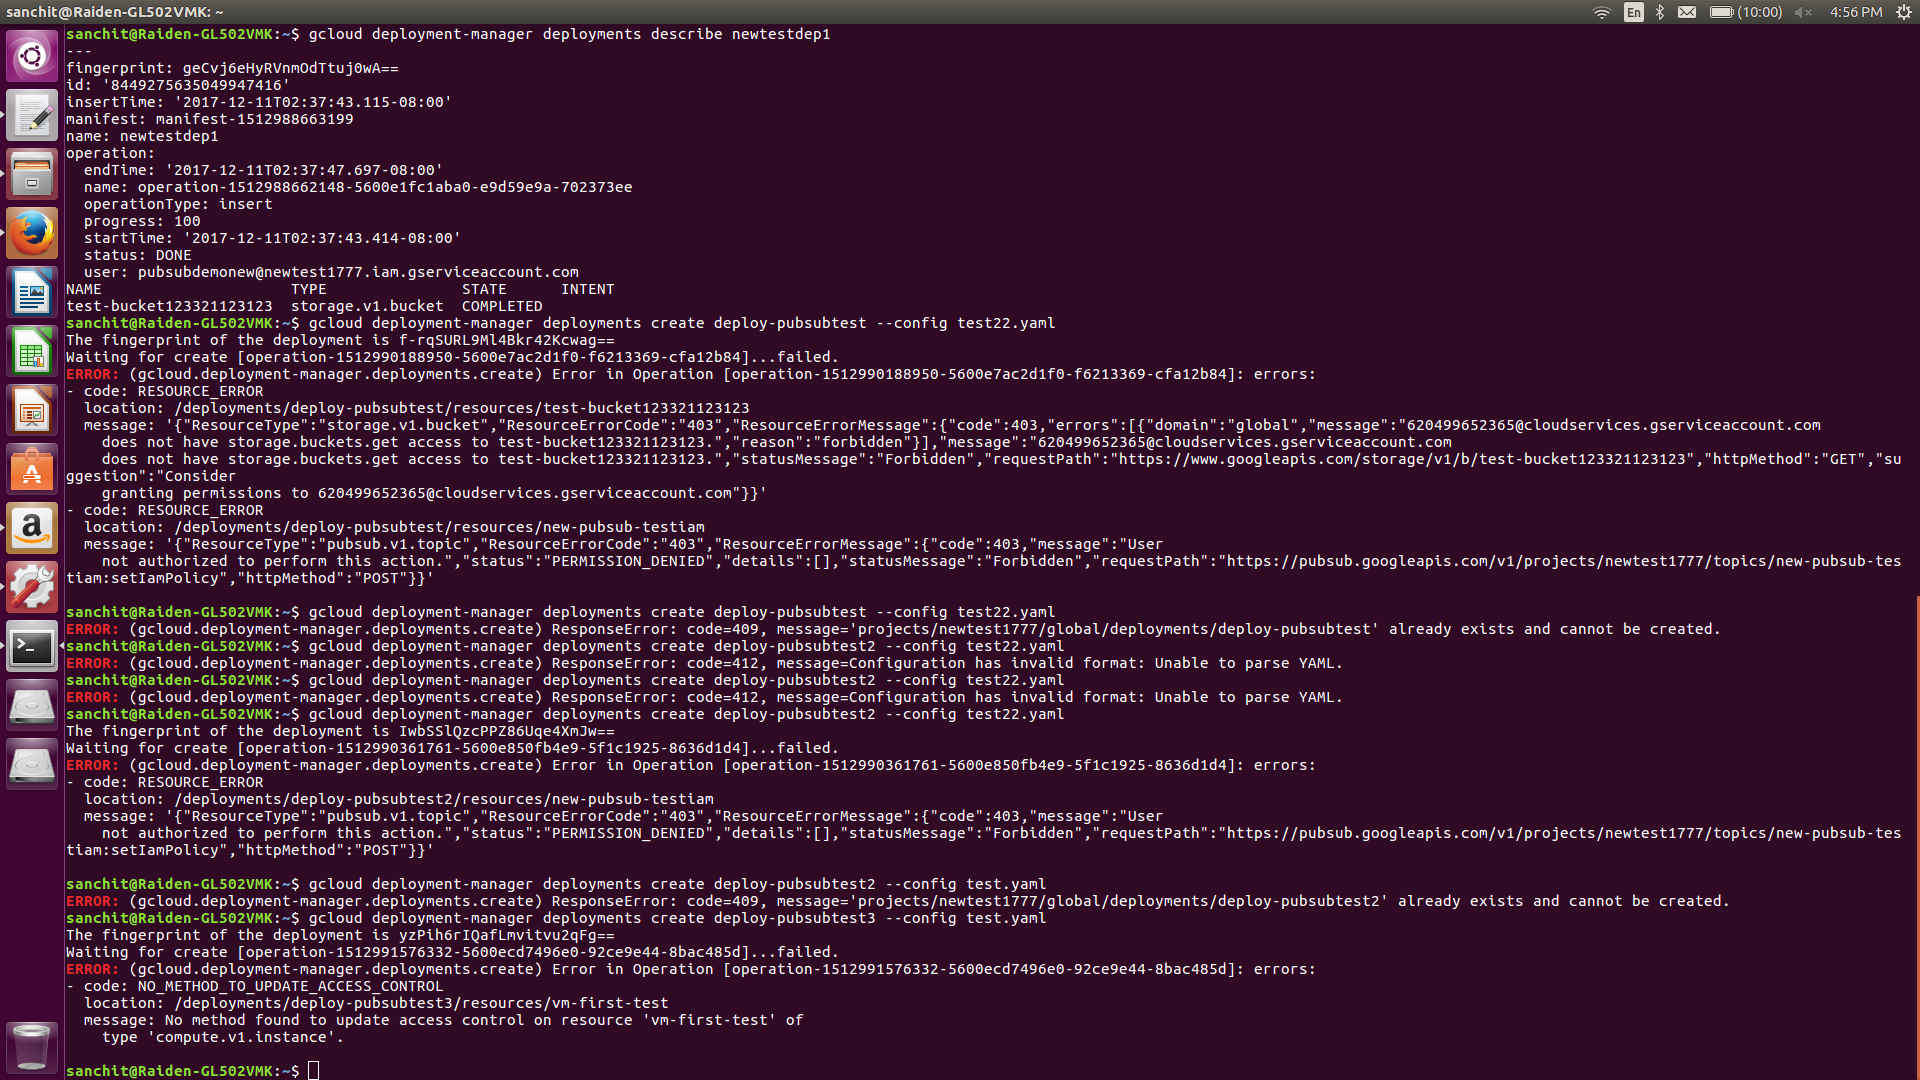 sanchit@Raiden-GL502VMK: ~
En
(10:00)
4:56 PM
sanchit@Raiden-GL502VMK:~$ gcloud deployment-manager deployments describe newtestdep1
---
fingerprint: geCvj6eHyRVnmOdTtuj0wA==
id: '8449275635049947416'
insertTime: '2017-12-11T02:37:43.115-08:00'
manifest: manifest-1512988663199
name: newtestdep1
operation:
  endTime: '2017-12-11T02:37:47.697-08:00'
  name: operation-1512988662148-5600e1fc1aba0-e9d59e9a-702373ee
  operationType: insert
  progress: 100
  startTime: '2017-12-11T02:37:43.414-08:00'
  status: DONE
  user: pubsubdemonew@newtest1777.iam.gserviceaccount.com
NAME                     TYPE               STATE      INTENT
test-bucket123321123123  storage.v1.bucket  COMPLETED
sanchit@Raiden-GL502VMK:~$ gcloud deployment-manager deployments create deploy-pubsubtest --config test22.yaml
The fingerprint of the deployment is f-rqSURL9Ml4Bkr42Kcwag==
Waiting for create [operation-1512990188950-5600e7ac2d1f0-f6213369-cfa12b84]...failed.
ERROR: (gcloud.deployment-manager.deployments.create) Error in Operation [operation-1512990188950-5600e7ac2d1f0-f6213369-cfa12b84]: errors:
- code: RESOURCE_ERROR
  location: /deployments/deploy-pubsubtest/resources/test-bucket123321123123
  message: '{"ResourceType":"storage.v1.bucket","ResourceErrorCode":"403","ResourceErrorMessage":{"code":403,"errors":[{"domain":"global","message":"620499652365@cloudservices.gserviceaccount.com
    does not have storage.buckets.get access to test-bucket123321123123.","reason":"forbidden"}],"message":"620499652365@cloudservices.gserviceaccount.com
    does not have storage.buckets.get access to test-bucket123321123123.","statusMessage":"Forbidden","requestPath":"https://www.googleapis.com/storage/v1/b/test-bucket123321123123","httpMethod":"GET","su
ggestion":"Consider
    granting permissions to 620499652365@cloudservices.gserviceaccount.com"}}'
- code: RESOURCE_ERROR
  location: /deployments/deploy-pubsubtest/resources/new-pubsub-testiam
  message: '{"ResourceType":"pubsub.v1.topic","ResourceErrorCode":"403","ResourceErrorMessage":{"code":403,"message":"User
    not authorized to perform this action.","status":"PERMISSION_DENIED","details":[],"statusMessage":"Forbidden","requestPath":"https://pubsub.googleapis.com/v1/projects/newtest1777/topics/new-pubsub-tes
tiam:setIamPolicy","httpMethod":"POST"}}'
sanchit@Raiden-GL502VMK:~$ gcloud deployment-manager deployments create deploy-pubsubtest --config test22.yaml
ERROR: (gcloud.deployment-manager.deployments.create) ResponseError: code=409, message='projects/newtest1777/global/deployments/deploy-pubsubtest' already exists and cannot be created.
sanchit@Raiden-GL502VMK:~$ gcloud deployment-manager deployments create deploy-pubsubtest2 --config test22.yaml
ERROR: (gcloud.deployment-manager.deployments.create) ResponseError: code=412, message=Configuration has invalid format: Unable to parse YAML.
sanchit@Raiden-GL502VMK:~$ gcloud deployment-manager deployments create deploy-pubsubtest2 --config test22.yaml
ERROR: (gcloud.deployment-manager.deployments.create) ResponseError: code=412, message=Configuration has invalid format: Unable to parse YAML.
sanchit@Raiden-GL502VMK:~$ gcloud deployment-manager deployments create deploy-pubsubtest2 --config test22.yaml
The fingerprint of the deployment is IwbSSlQzcPPZ86Uqe4XmJw==
Waiting for create [operation-1512990361761-5600e850fb4e9-5f1c1925-8636d1d4]...failed.
ERROR: (gcloud.deployment-manager.deployments.create) Error in Operation [operation-1512990361761-5600e850fb4e9-5f1c1925-8636d1d4]: errors:
- code: RESOURCE_ERROR
  location: /deployments/deploy-pubsubtest2/resources/new-pubsub-testiam
  message: '{"ResourceType":"pubsub.v1.topic","ResourceErrorCode":"403","ResourceErrorMessage":{"code":403,"message":"User
    not authorized to perform this action.","status":"PERMISSION_DENIED","details":[],"statusMessage":"Forbidden","requestPath":"https://pubsub.googleapis.com/v1/projects/newtest1777/topics/new-pubsub-tes
tiam:setIamPolicy","httpMethod":"POST"}}'
sanchit@Raiden-GL502VMK:~$ gcloud deployment-manager deployments create deploy-pubsubtest2 --config test.yaml
ERROR: (gcloud.deployment-manager.deployments.create) ResponseError: code=409, message='projects/newtest1777/global/deployments/deploy-pubsubtest2' already exists and cannot be created.
sanchit@Raiden-GL502VMK:~$ gcloud deployment-manager deployments create deploy-pubsubtest3 --config test.yaml
The fingerprint of the deployment is yzPih6rIQafLmvitvu2qFg==
Waiting for create [operation-1512991576332-5600ecd7496e0-92ce9e44-8bac485d]...failed.
ERROR: (gcloud.deployment-manager.deployments.create) Error in Operation [operation-1512991576332-5600ecd7496e0-92ce9e44-8bac485d]: errors:
- code: NO_METHOD_TO_UPDATE_ACCESS_CONTROL
  location: /deployments/deploy-pubsubtest3/resources/vm-first-test
  message: No method found to update access control on resource 'vm-first-test' of
    type 'compute.v1.instance'.
sanchit@Raiden-GL502VMK:~$